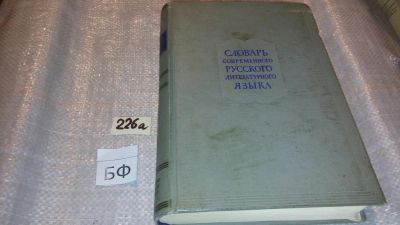 СЛОВАРЬ
СОВРЕМЕННОГО
РУССКОГО
ЛИТЕРАТУРНОГО
ЯЗЫКА
226а
БФ